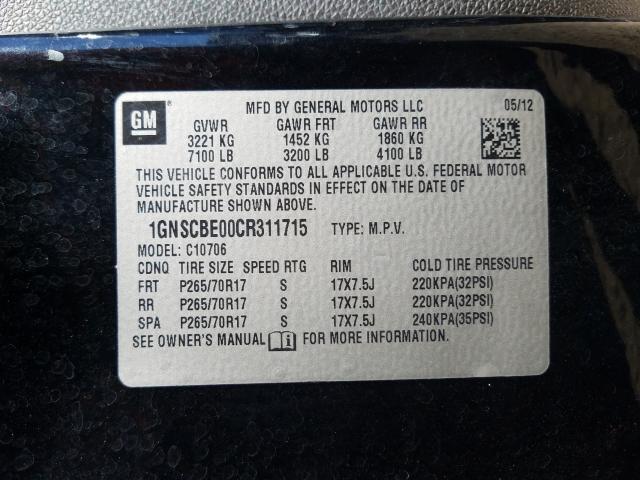 GM MFD BY GENERAL MOTORS LLC 05/12
GVWR GAWR FRT GAWR RR
3221 KG 1452 KG 1860 KG
7100 LB 3200 LB 4100 LB
THIS VEHICLE CONFORMS TO ALL APPLICABLE U.S. FEDERAL MOTOR
VEHICLE SAFETY STANDARDS IN EFFECT ON THE DATE OF
MANUFACTURE SHOWN ABOVE.
1GNSCBE00CR311715 TYPE: M.P.V.
MODEL: C10706
CDNQ TIRE SIZE SPEED RTG RIM COLD TIRE PRESSURE
FRT P265/70R17 S 17X7.5J 220KPA(32PSI)
RR P265/70R17 S 17X7.5J 220KPA(32PSI)
SPA P265/70R17 S 17X7.5J 240KPA(35PSI)
SEE OWNER'S MANUAL FOR MORE INFORMATION.